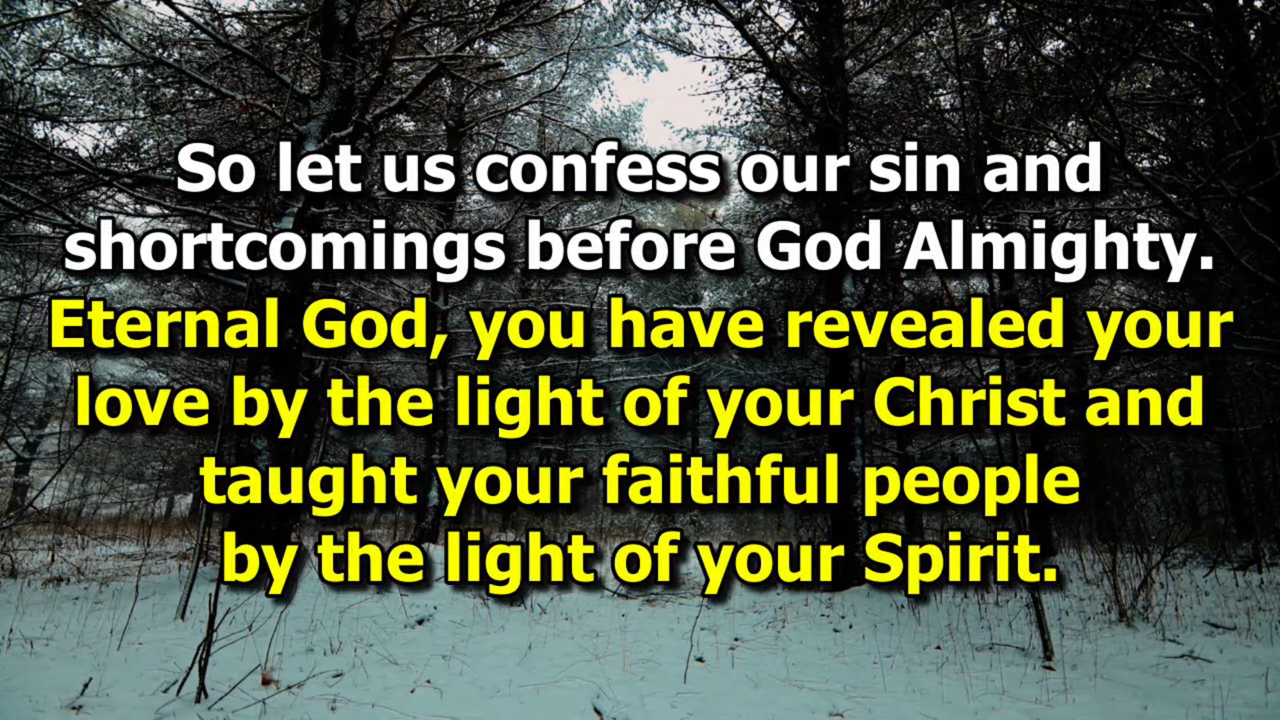 So let us confess our sin and
shortcomings before God Almighty.
Eternal God, you have revealed your
love by the light of your Christ and
taught your faithful people
by the light of your Spirit.